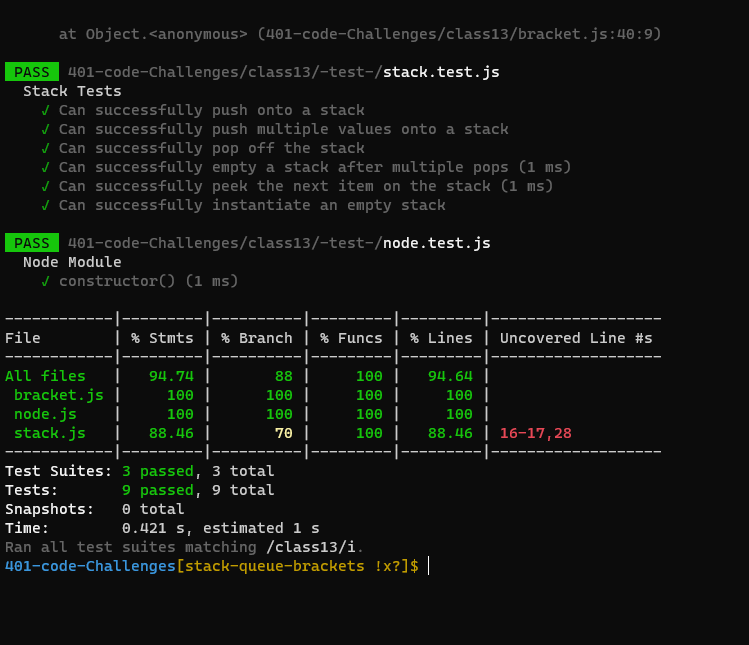 at Object.<anonymous> (401-code-Challenges/class13/bracket.js:40:9)
PASS 401-code-Challenges/class13/-test-/stack.test.js
Stack Tests
√ Can successfully push onto a stack
√ Can successfully push multiple values onto a stack
√ Can successfully pop off the stack
√ Can successfully empty a stack after multiple pops (1 ms)
√ Can successfully peek the next item on the stack (1 ms)
√ Can successfully instantiate an empty stack
PASS 401-code-Challenges/class13/-test-/node.test.js
Node Module
√ constructor() (1 ms)
------------|---------|----------|---------|---------|-------------------
File        | % Stmts | % Branch | % Funcs | % Lines | Uncovered Line #s
------------|---------|----------|---------|---------|-------------------
All files   |   94.74 |       88 |     100 |   94.64 |
 bracket.js |     100 |      100 |     100 |     100 |
 node.js    |     100 |      100 |     100 |     100 |
 stack.js   |   88.46 |       70 |     100 |   88.46 | 16-17,28
------------|---------|----------|---------|---------|-------------------
Test Suites: 3 passed, 3 total
Tests:       9 passed, 9 total
Snapshots:   0 total
Time:        0.421 s, estimated 1 s
Ran all test suites matching /class13/i.
401-code-Challenges[stack-queue-brackets !x?]$